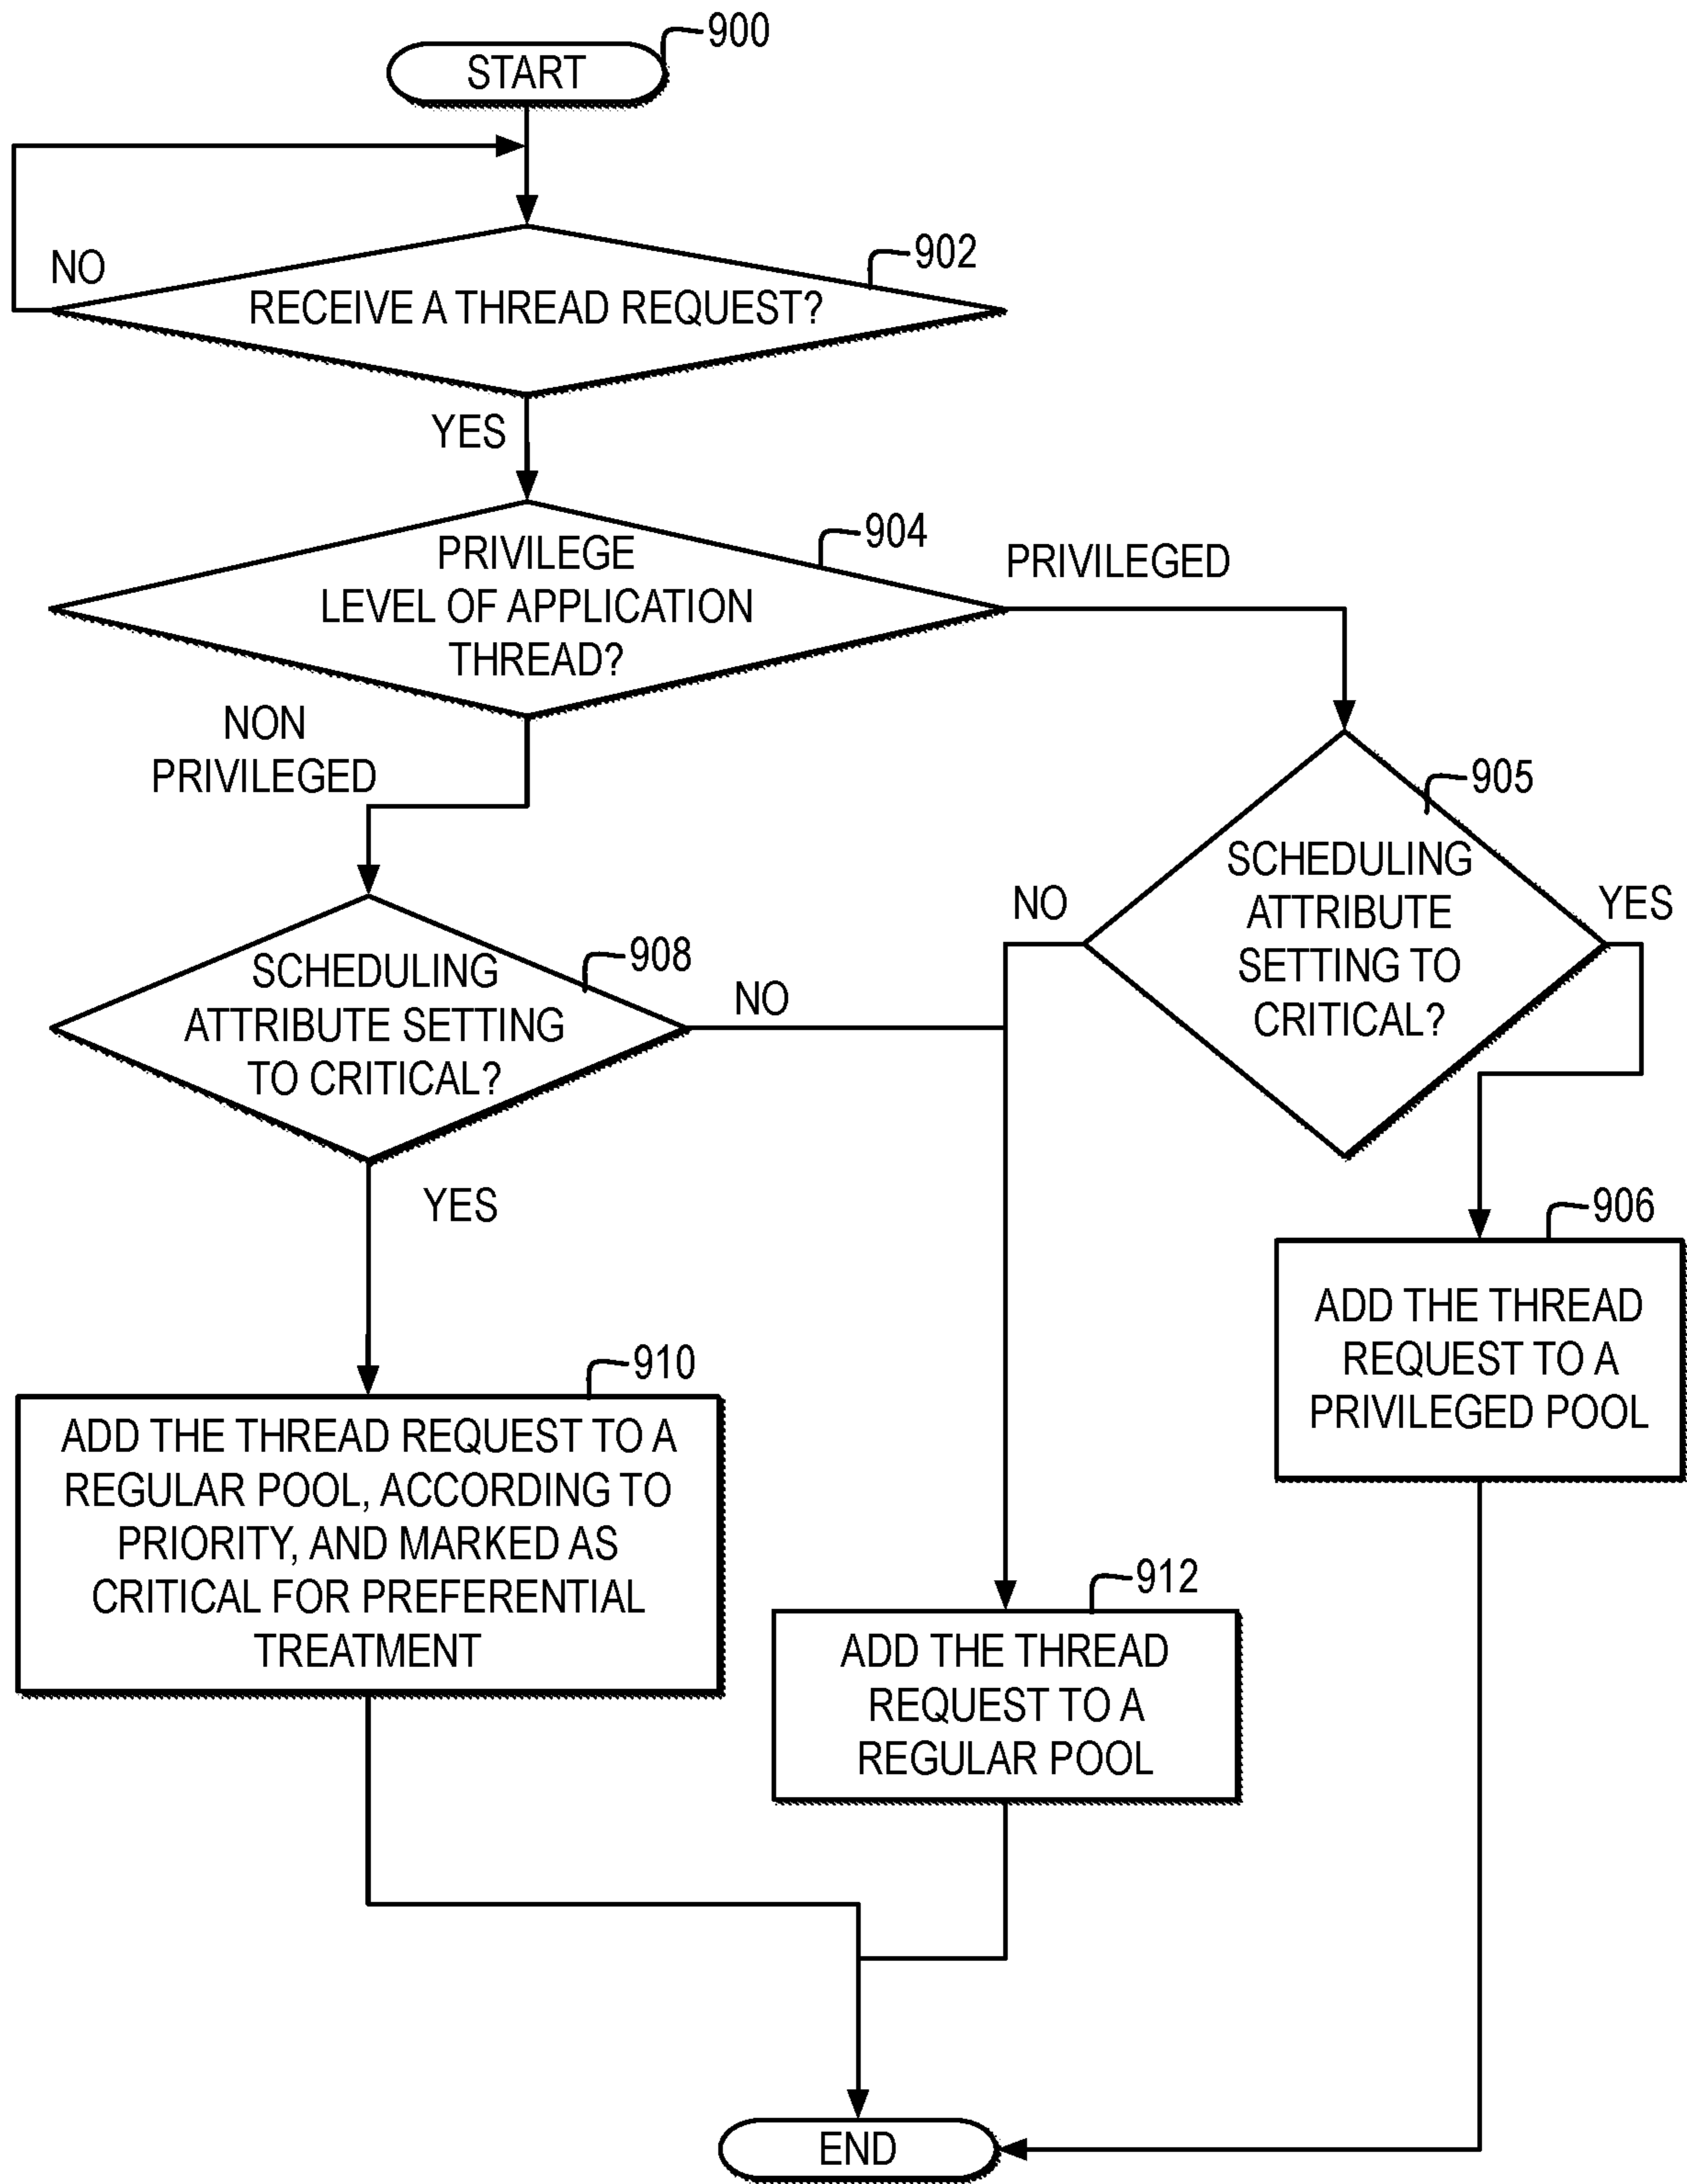 900
START
902
NO
RECEIVE A THREAD REQUEST?
YES
904
PRIVILEGE
LEVEL OF APPLICATION
THREAD?
PRIVILEGED
NON
PRIVILEGED
905
SCHEDULING
ATTRIBUTE
SETTING TO
CRITICAL?
NO
YES
908
SCHEDULING
ATTRIBUTE SETTING
TO CRITICAL?
NO
YES
906
ADD THE THREAD
REQUEST TO A
PRIVILEGED POOL
910
ADD THE THREAD REQUEST TO A
REGULAR POOL, ACCORDING TO
PRIORITY, AND MARKED AS
CRITICAL FOR PREFERENTIAL
TREATMENT
912
ADD THE THREAD
REQUEST TO A
REGULAR POOL
END